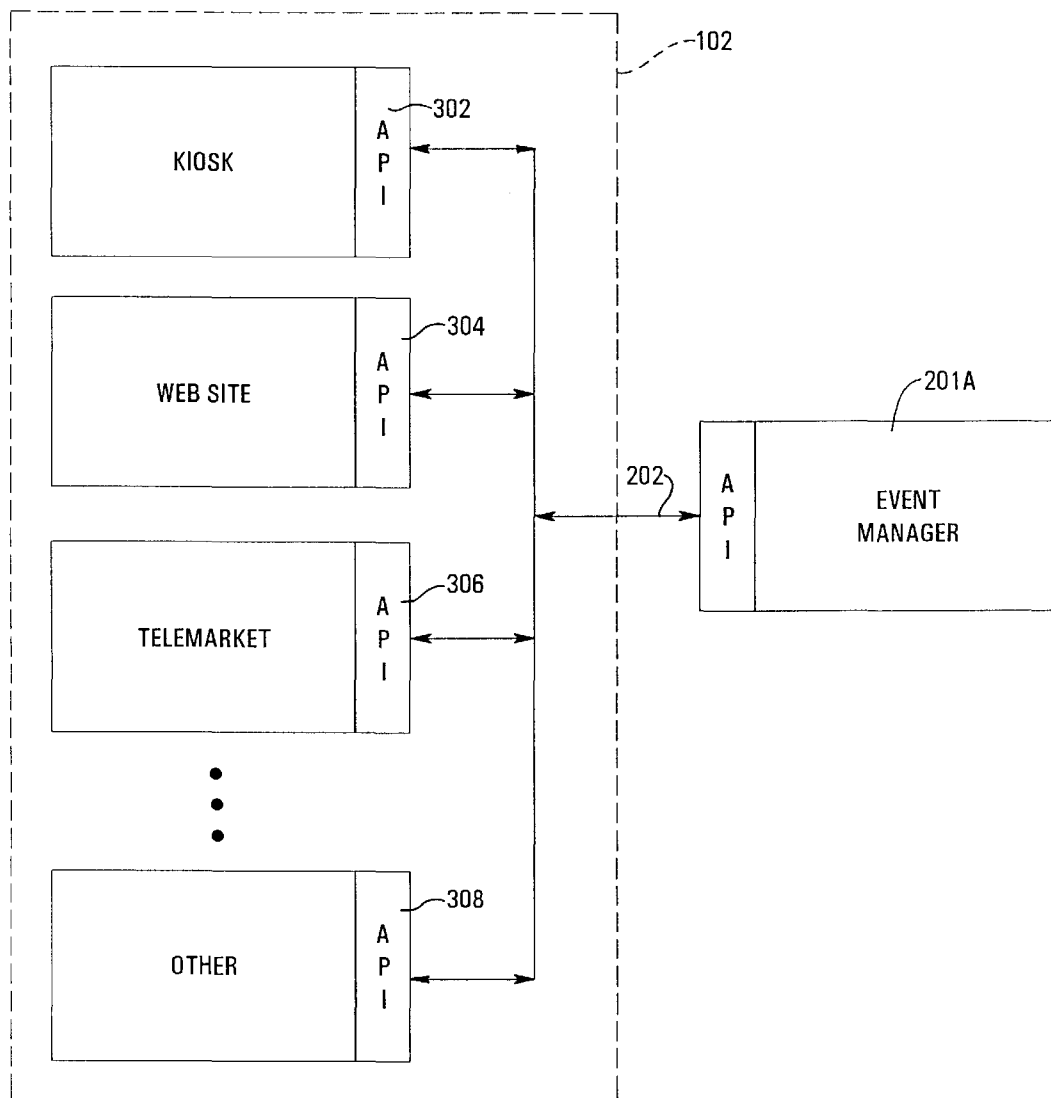 102
KIOSK
302
A
P
I
WEB SITE
304
A
P
I
TELEMARKET
306
A
P
I
OTHER
308
A
P
I
202
201A
A
P
I
EVENT
MANAGER